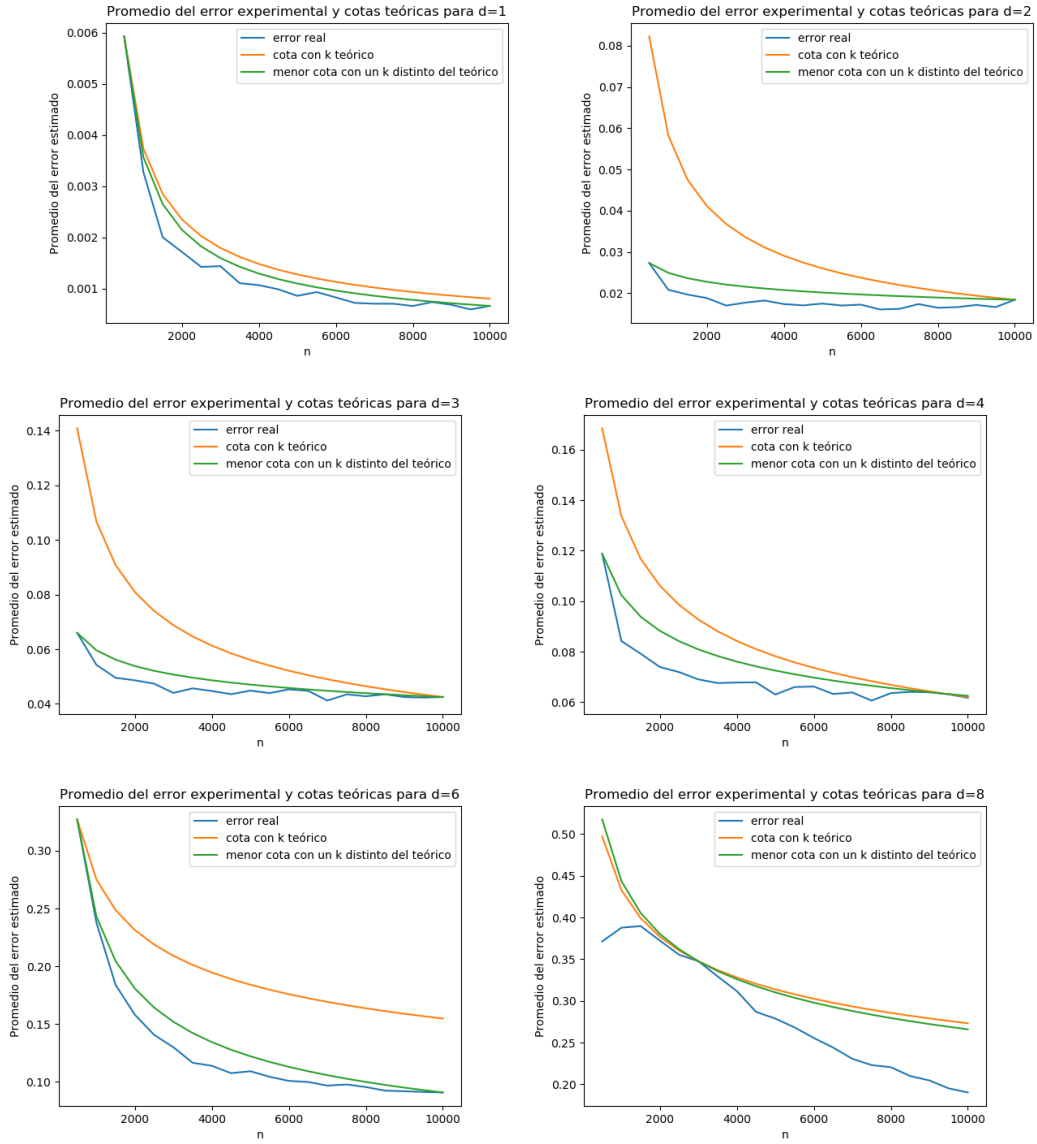 Promedio del error experimental y cotas teóricas para d=1
0.006
0.005
0.004
0.003
0.002
0.001
Promedio del error estimado
error real
cota con k teórico
menor cota con un k distinto del teórico
2000 4000 6000 8000 10000
n
Promedio del error experimental y cotas teóricas para d=2
0.08
0.07
0.06
0.05
0.04
0.03
0.02
Promedio del error estimado
error real
cota con k teórico
menor cota con un k distinto del teórico
2000 4000 6000 8000 10000
n
Promedio del error experimental y cotas teóricas para d=3
0.14
0.12
0.10
0.08
0.06
0.04
Promedio del error estimado
error real
cota con k teórico
menor cota con un k distinto del teórico
2000 4000 6000 8000 10000
n
Promedio del error experimental y cotas teóricas para d=4
0.16
0.14
0.12
0.10
0.08
0.06
Promedio del error estimado
error real
cota con k teórico
menor cota con un k distinto del teórico
2000 4000 6000 8000 10000
n
Promedio del error experimental y cotas teóricas para d=6
0.30
0.25
0.20
0.15
0.10
Promedio del error estimado
error real
cota con k teórico
menor cota con un k distinto del teórico
2000 4000 6000 8000 10000
n
Promedio del error experimental y cotas teóricas para d=8
0.50
0.45
0.40
0.35
0.30
0.25
0.20
Promedio del error estimado
error real
cota con k teórico
menor cota con un k distinto del teórico
2000 4000 6000 8000 10000
n